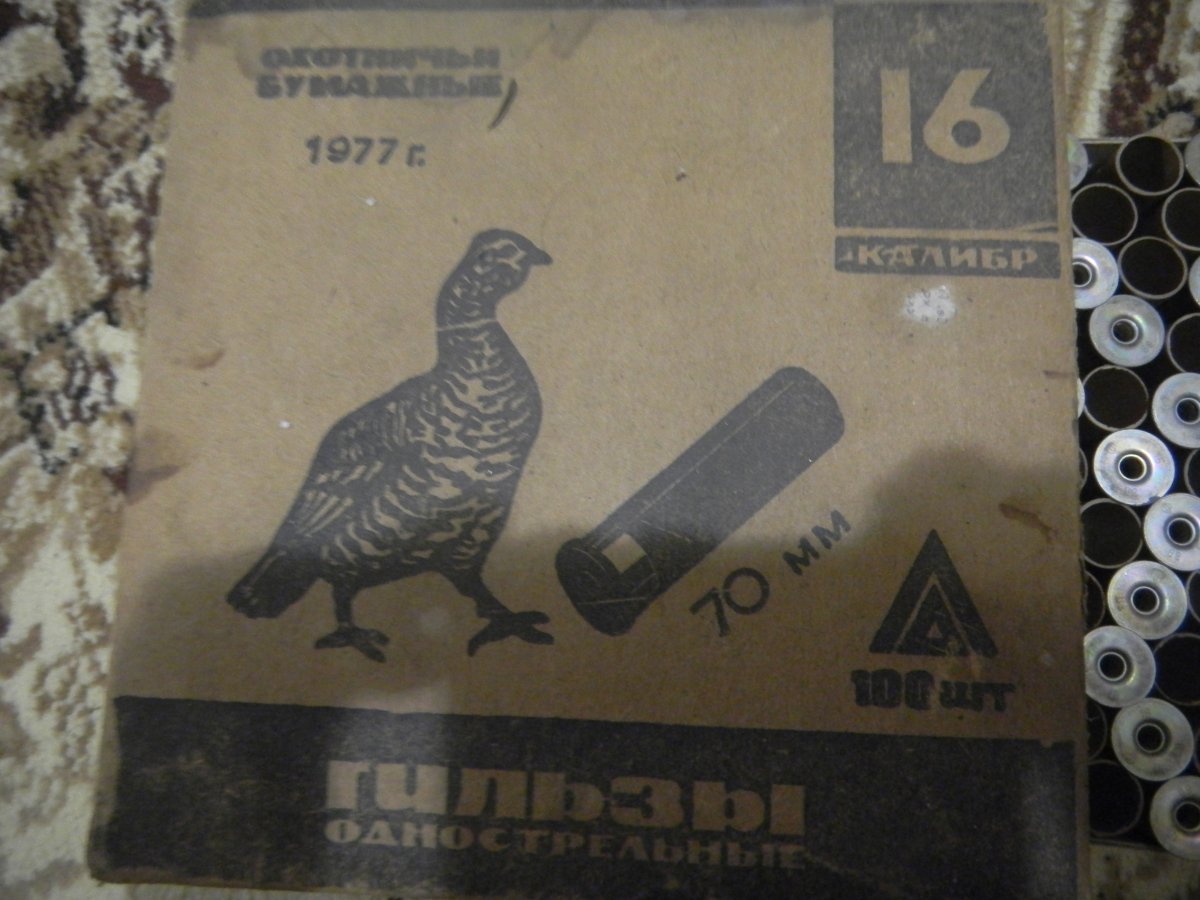 ОХОТНИЧЬИ
БУМАЖНЫЕ,
1977 г.
16
КАЛИБР
70 мм
100 шт
ГИЛЬЗЫ
ОДНОСТРЕЛЬНЫЕ